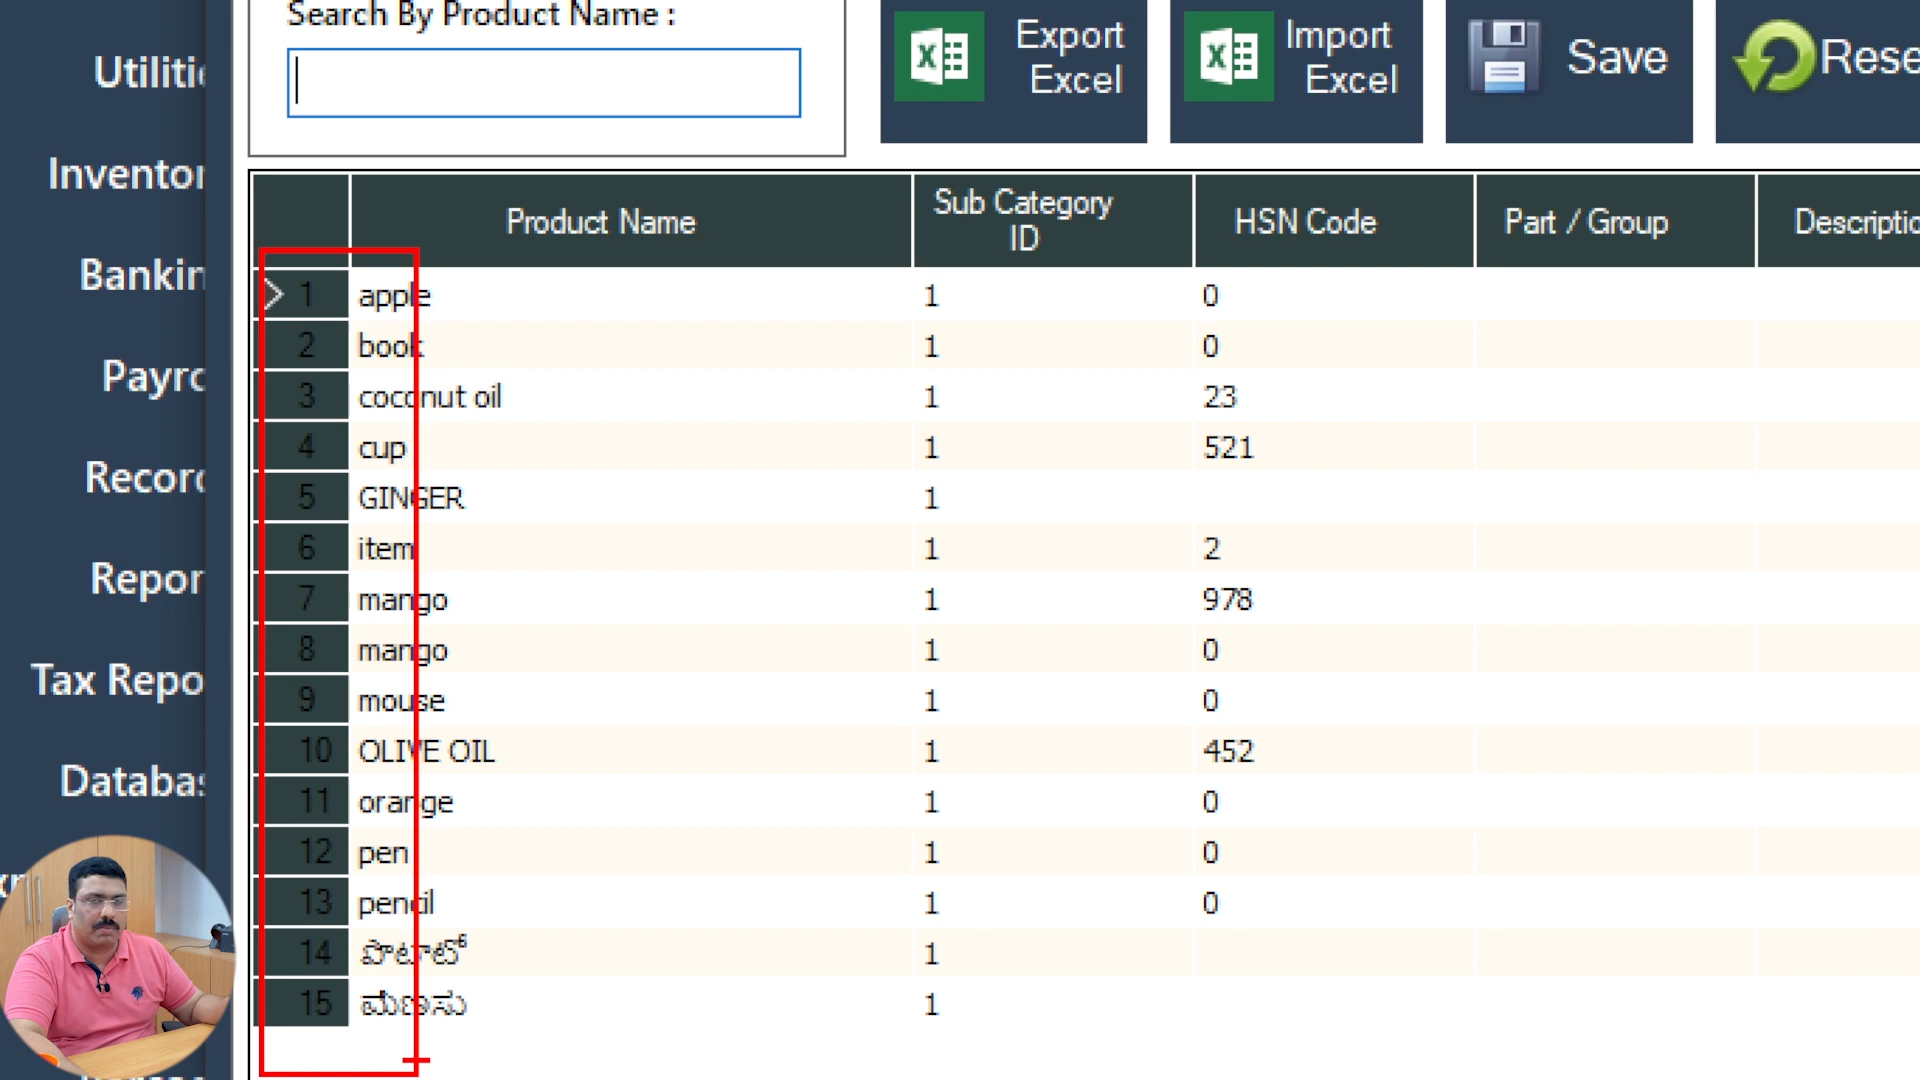 Search By Product Name :
Export Excel
Import Excel
Save
Rese
Utilitie
Inventor
Bankin
Payro
Record
Repor
Tax Repo
Databas
Product Name Sub Category ID HSN Code Part / Group Descriptio
1 apple 1 0
2 book 1 0
3 coconut oil 1 23
4 cup 1 521
5 GINGER 1
6 item 1 2
7 mango 1 978
8 mango 1 0
9 mouse 1 0
10 OLIVE OIL 1 452
11 orange 1 0
12 pen 1 0
13 pencil 1 0
14 1
15 ಮೆಣಸು 1